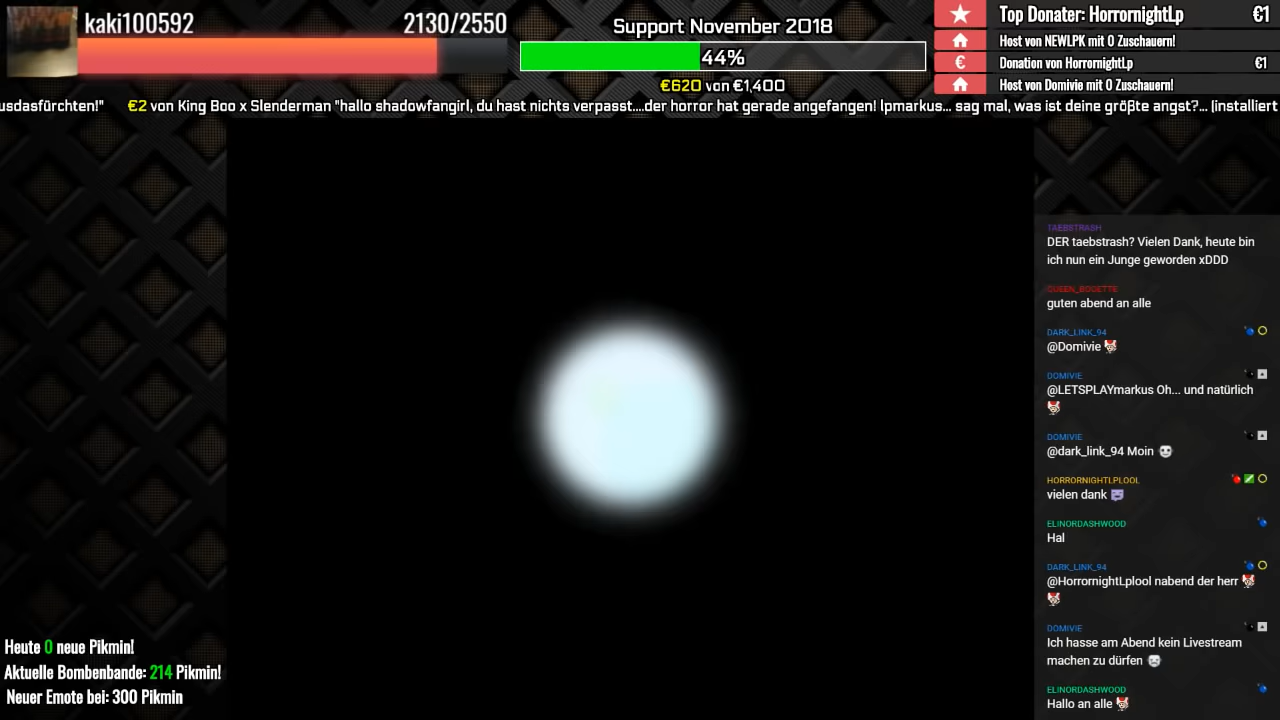 kaki100592
2130/2550
Support November 2018
44%
€620 von €1,400
Top Donater: HorrornightLp €1
Host von NEWLPK mit 0 Zuschauern!
Donation von HorrornightLp €1
Host von Domivie mit 0 Zuschauern!
usdasfürchten!" €2 von King Boo x Slenderman "hallo shadowfangirl, du hast nichts verpasst....der horror hat gerade angefangen! lpmarkus... sag mal, was ist deine größte angst?... (installiert
TAEBSTRASH
DER taebstrash? Vielen Dank, heute bin
ich nun ein Junge geworden xDDD
QUEEN_BOUETTE
guten abend an alle
DARK_LINK_94
@Domivie
DOMIVIE
@LETSPLAYmarkus Oh... und natürlich
DOMIVIE
@dark_link_94 Moin
HORRORNIGHTLPLOOL
vielen dank
ELINORDASHWOOD
Hal
DARK_LINK_94
@HorrornightLplool nabend der herr
DOMIVIE
Ich hasse am Abend kein Livestream
machen zu dürfen
ELINORDASHWOOD
Hallo an alle
Heute 0 neue Pikmin!
Aktuelle Bombenbande: 214 Pikmin!
Neuer Emote bei: 300 Pikmin